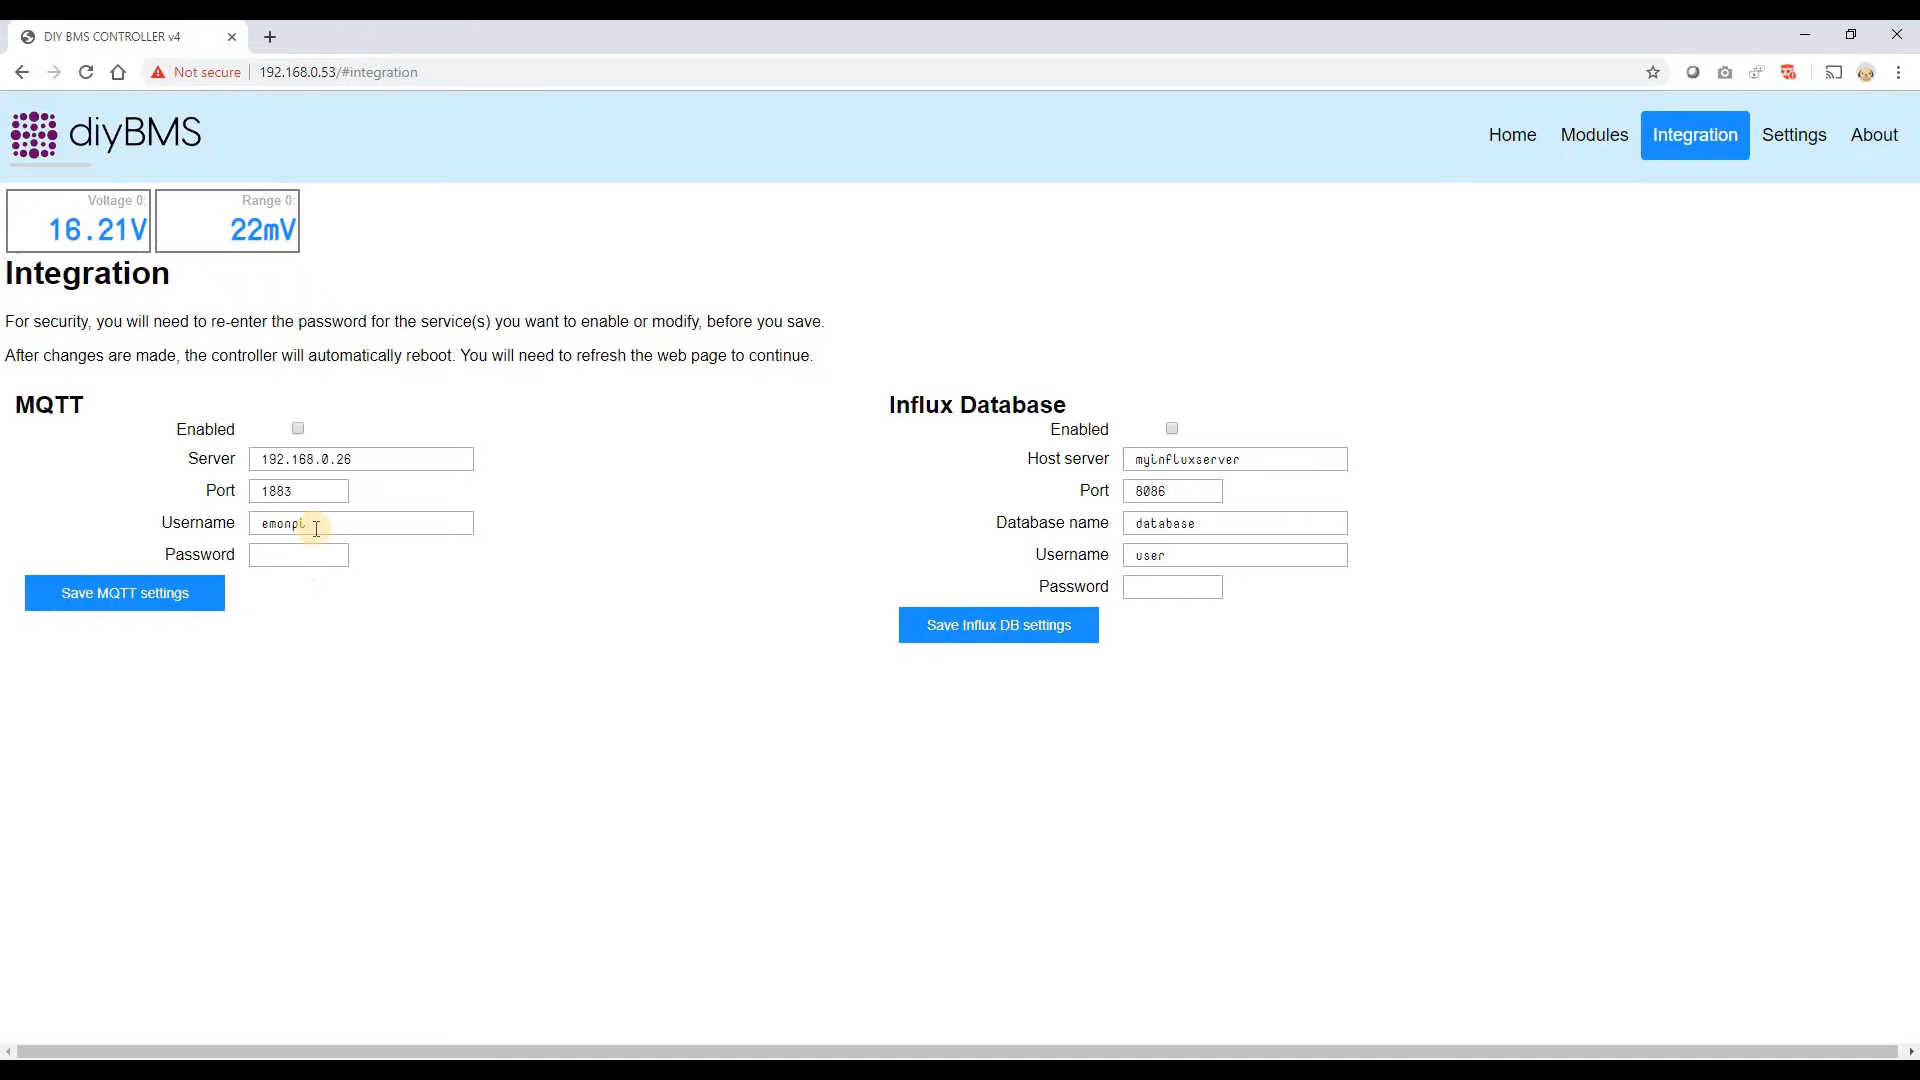 DIY BMS CONTROLLER v4
Not secure 192.168.0.53/#integration
diyBMS
Home Modules Integration Settings About
Voltage 0: Range 0:
16.21V 22mV
Integration
For security, you will need to re-enter the password for the service(s) you want to enable or modify, before you save.
After changes are made, the controller will automatically reboot. You will need to refresh the web page to continue.
MQTT
Enabled
Server 192.168.0.26
Port 1883
Username emonpi
Password
Save MQTT settings
Influx Database
Enabled
Host server myinfluxserver
Port 8086
Database name database
Username user
Password
Save Influx DB settings